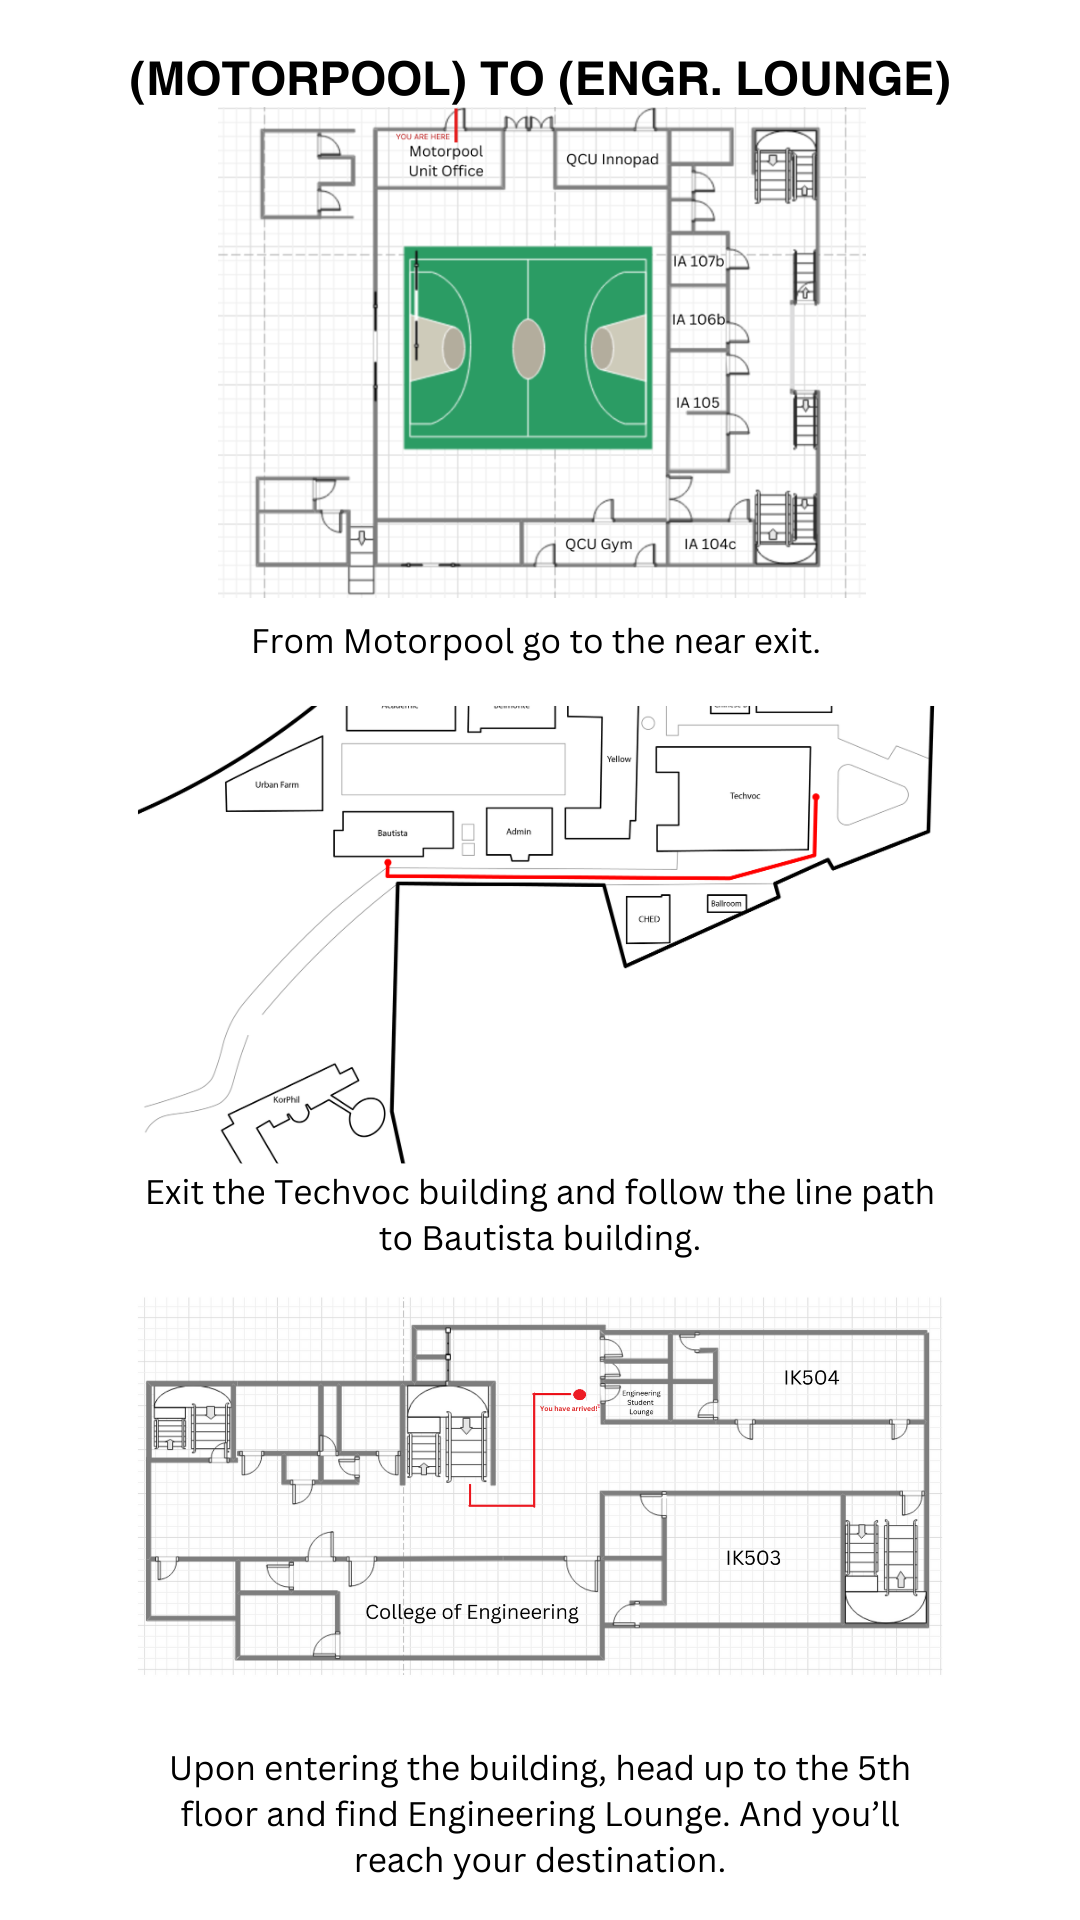 (MOTORPOOL) TO (ENGR. LOUNGE)
YOU ARE HERE
Motorpool
Unit Office
QCU Innopad
IA 107b
IA 106b
IA 105
QCU Gym
IA 104c
From Motorpool go to the near exit.
Academic
Belmonte
Yellow
Urban Farm
Techvoc
Bautista
Admin
CHED
Ballroom
KorPhil
Exit the Techvoc building and follow the line path
to Bautista building.
IK504
Engineering
Student
Lounge
You have arrived!
IK503
College of Engineering
Upon entering the building, head up to the 5th
floor and find Engineering Lounge. And you’ll
reach your destination.